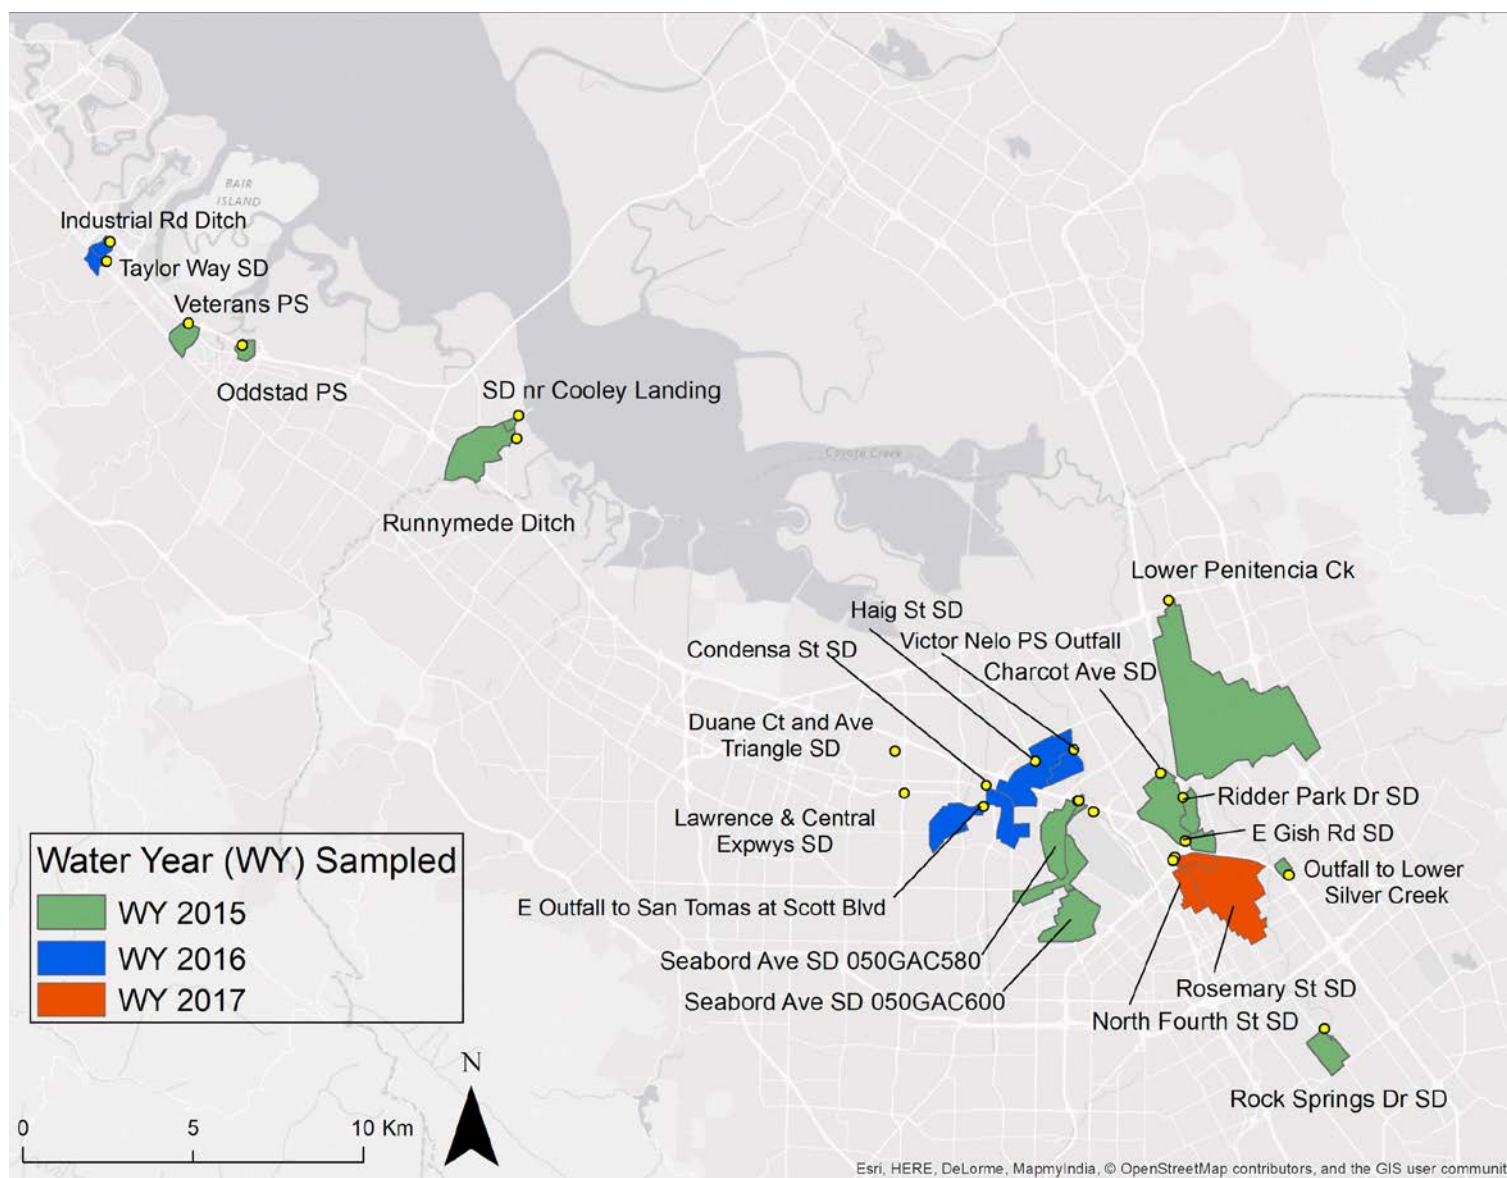 BAIR
ISLAND
Industrial Rd Ditch
Taylor Way SD
Veterans PS
Oddstad PS
SD nr Cooley Landing
Runnymede Ditch
Coyote Creek
Lower Penitencia Ck
Haig St SD
Victor Nelo PS Outfall
Condensa St SD
Charcot Ave SD
Duane Ct and Ave
Triangle SD
Ridder Park Dr SD
Lawrence & Central
Expwys SD
E Gish Rd SD
Outfall to Lower
Silver Creek
E Outfall to San Tomas at Scott Blvd
Seabord Ave SD 050GAC580
Seabord Ave SD 050GAC600
Rosemary St SD
North Fourth St SD
Rock Springs Dr SD
Water Year (WY) Sampled
WY 2015
WY 2016
WY 2017
N
0 5 10 Km
Esri, HERE, DeLorme, MapmyIndia, © OpenStreetMap contributors, and the GIS user communit